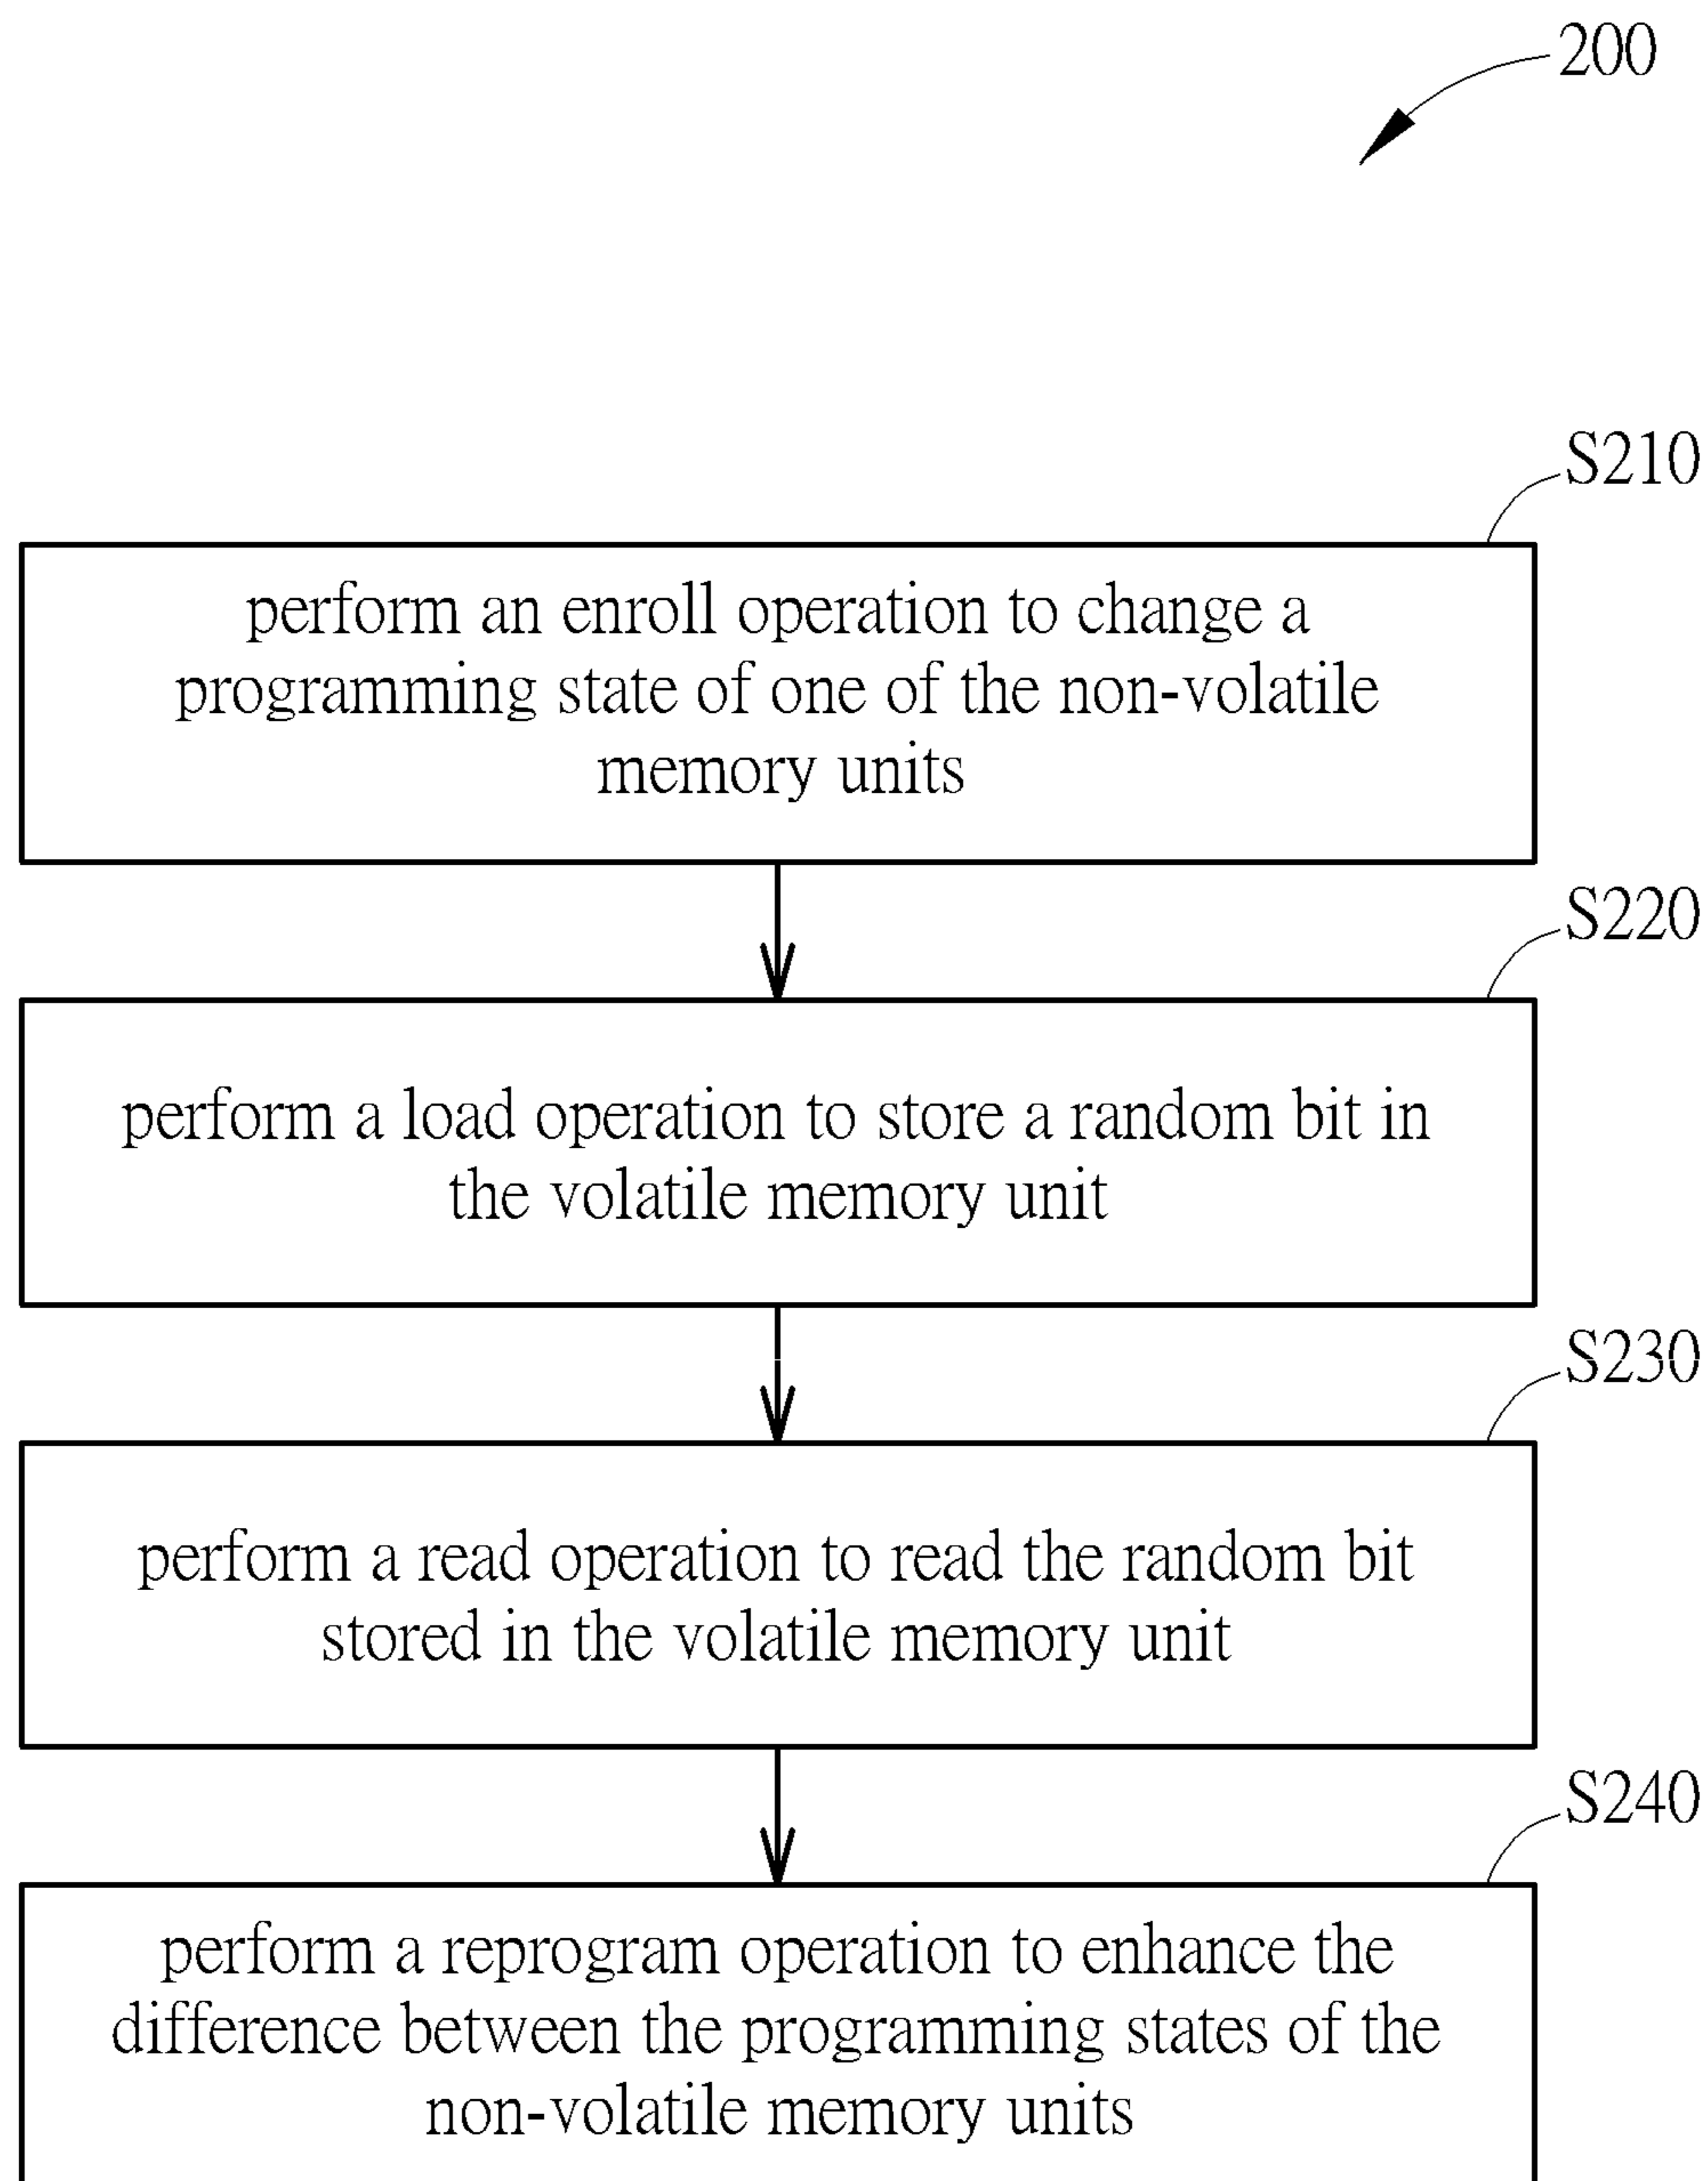 200
S210
perform an enroll operation to change a
programming state of one of the non-volatile
memory units
S220
perform a load operation to store a random bit in
the volatile memory unit
S230
perform a read operation to read the random bit
stored in the volatile memory unit
S240
perform a reprogram operation to enhance the
difference between the programming states of the
non-volatile memory units